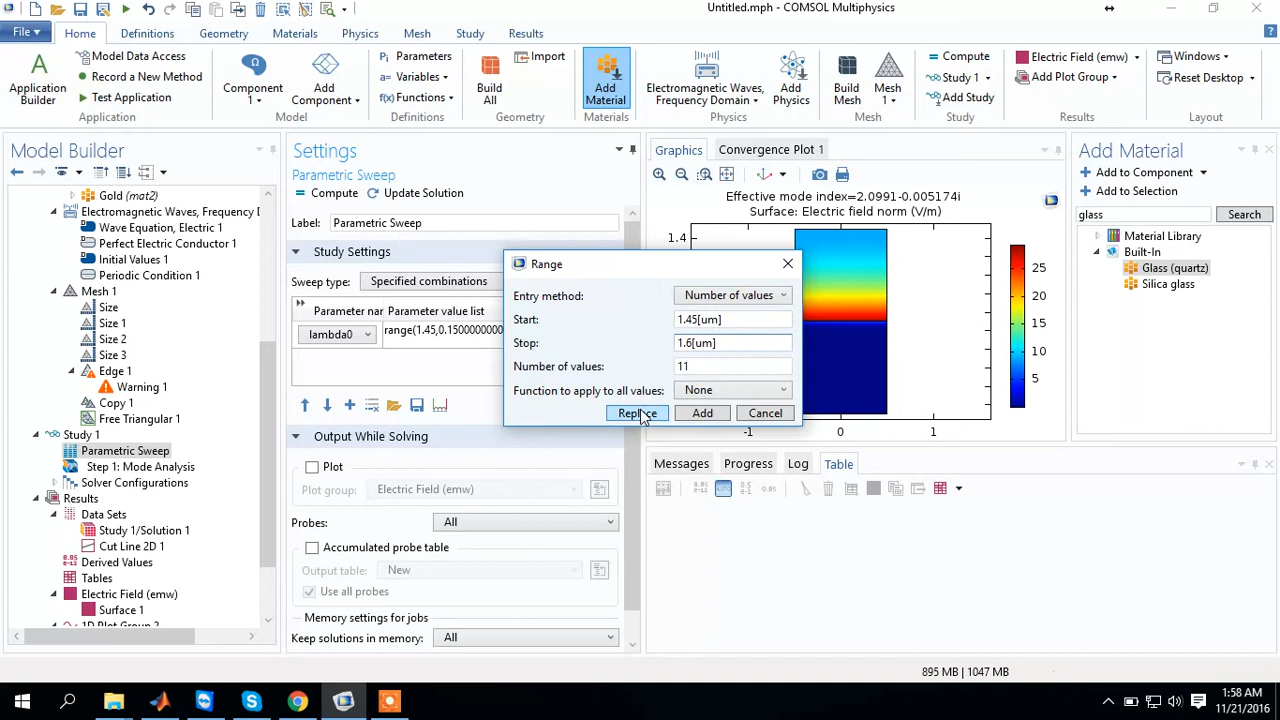 Untitled.mph - COMSOL Multiphysics
File
Home
Definitions
Geometry
Materials
Physics
Mesh
Study
Results
Application Builder
Model Data Access
Record a New Method
Test Application
Application
Component 1
Add Component
Model
Pi Parameters
a= Variables
f(x) Functions
Definitions
Build All
Import
Geometry
Add Material
Materials
Electromagnetic Waves, Frequency Domain
Add Physics
Physics
Build Mesh
Mesh 1
Mesh
Compute
Study 1
Add Study
Study
Electric Field (emw)
Add Plot Group
Results
Windows
Reset Desktop
Layout
Model Builder
Gold (mat2)
Electromagnetic Waves, Frequency D
Wave Equation, Electric 1
Perfect Electric Conductor 1
Initial Values 1
Periodic Condition 1
Mesh 1
Size
Size 1
Size 2
Size 3
Edge 1
Warning 1
Copy 1
Free Triangular 1
Study 1
Parametric Sweep
Step 1: Mode Analysis
Solver Configurations
Results
Data Sets
Study 1/Solution 1
Cut Line 2D 1
Derived Values
Tables
Electric Field (emw)
Surface 1
1D Plot Group 2
Settings
Parametric Sweep
= Compute
Update Solution
Label: Parametric Sweep
Study Settings
Sweep type: Specified combinations
Parameter nar
Parameter value list
lambda0
range(1.45,0.1500000000
Output While Solving
Plot
Plot group: Electric Field (emw)
Probes: All
Accumulated probe table
Output table: New
Use all probes
Memory settings for jobs
Keep solutions in memory: All
Range
Entry method: Number of values
Start: 1.45[um]
Stop: 1.6[um]
Number of values: 11
Function to apply to all values: None
Replace
Add
Cancel
Graphics
Convergence Plot 1
Effective mode index=2.0991-0.005174i
Surface: Electric field norm (V/m)
1.4
25
20
15
10
5
-1
0
1
Messages
Progress
Log
Table
Add Material
Add to Component
Add to Selection
glass
Search
Material Library
Built-In
Glass (quartz)
Silica glass
895 MB | 1047 MB
1:58 AM
11/21/2016